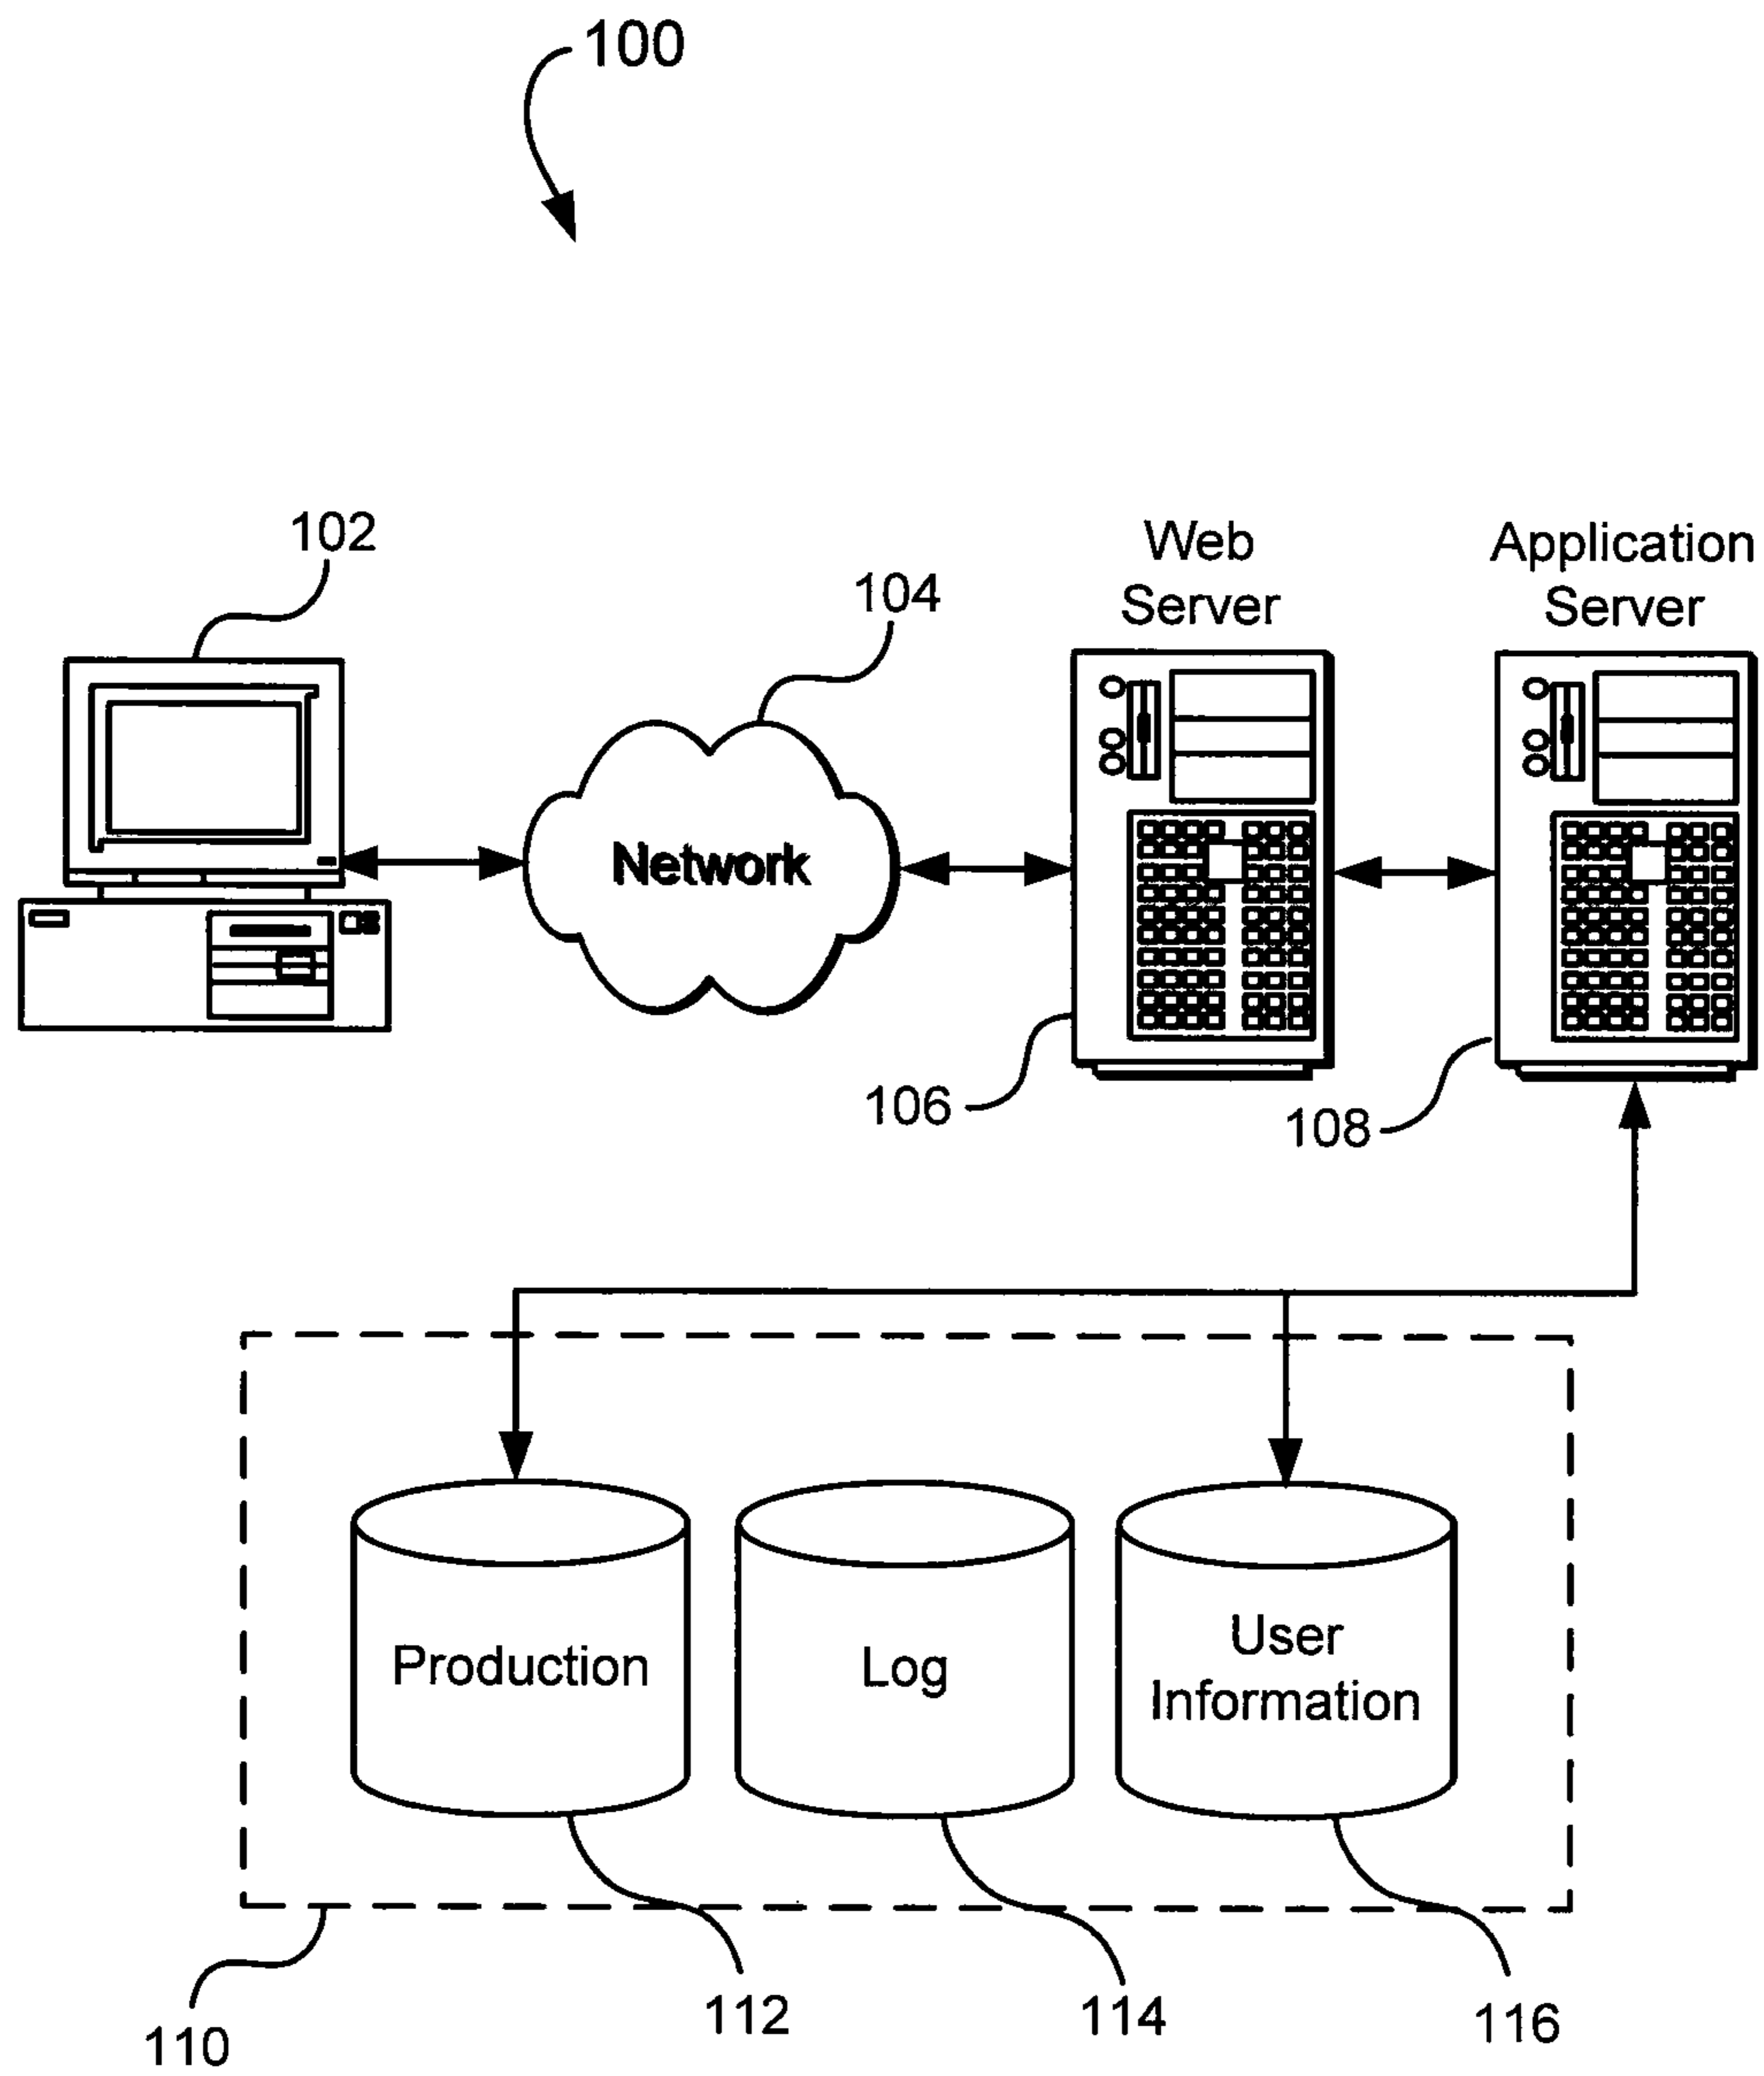 100
102
104
Web
Server
Application
Server
Network
106
108
Production
Log
User
Information
110
112
114
116